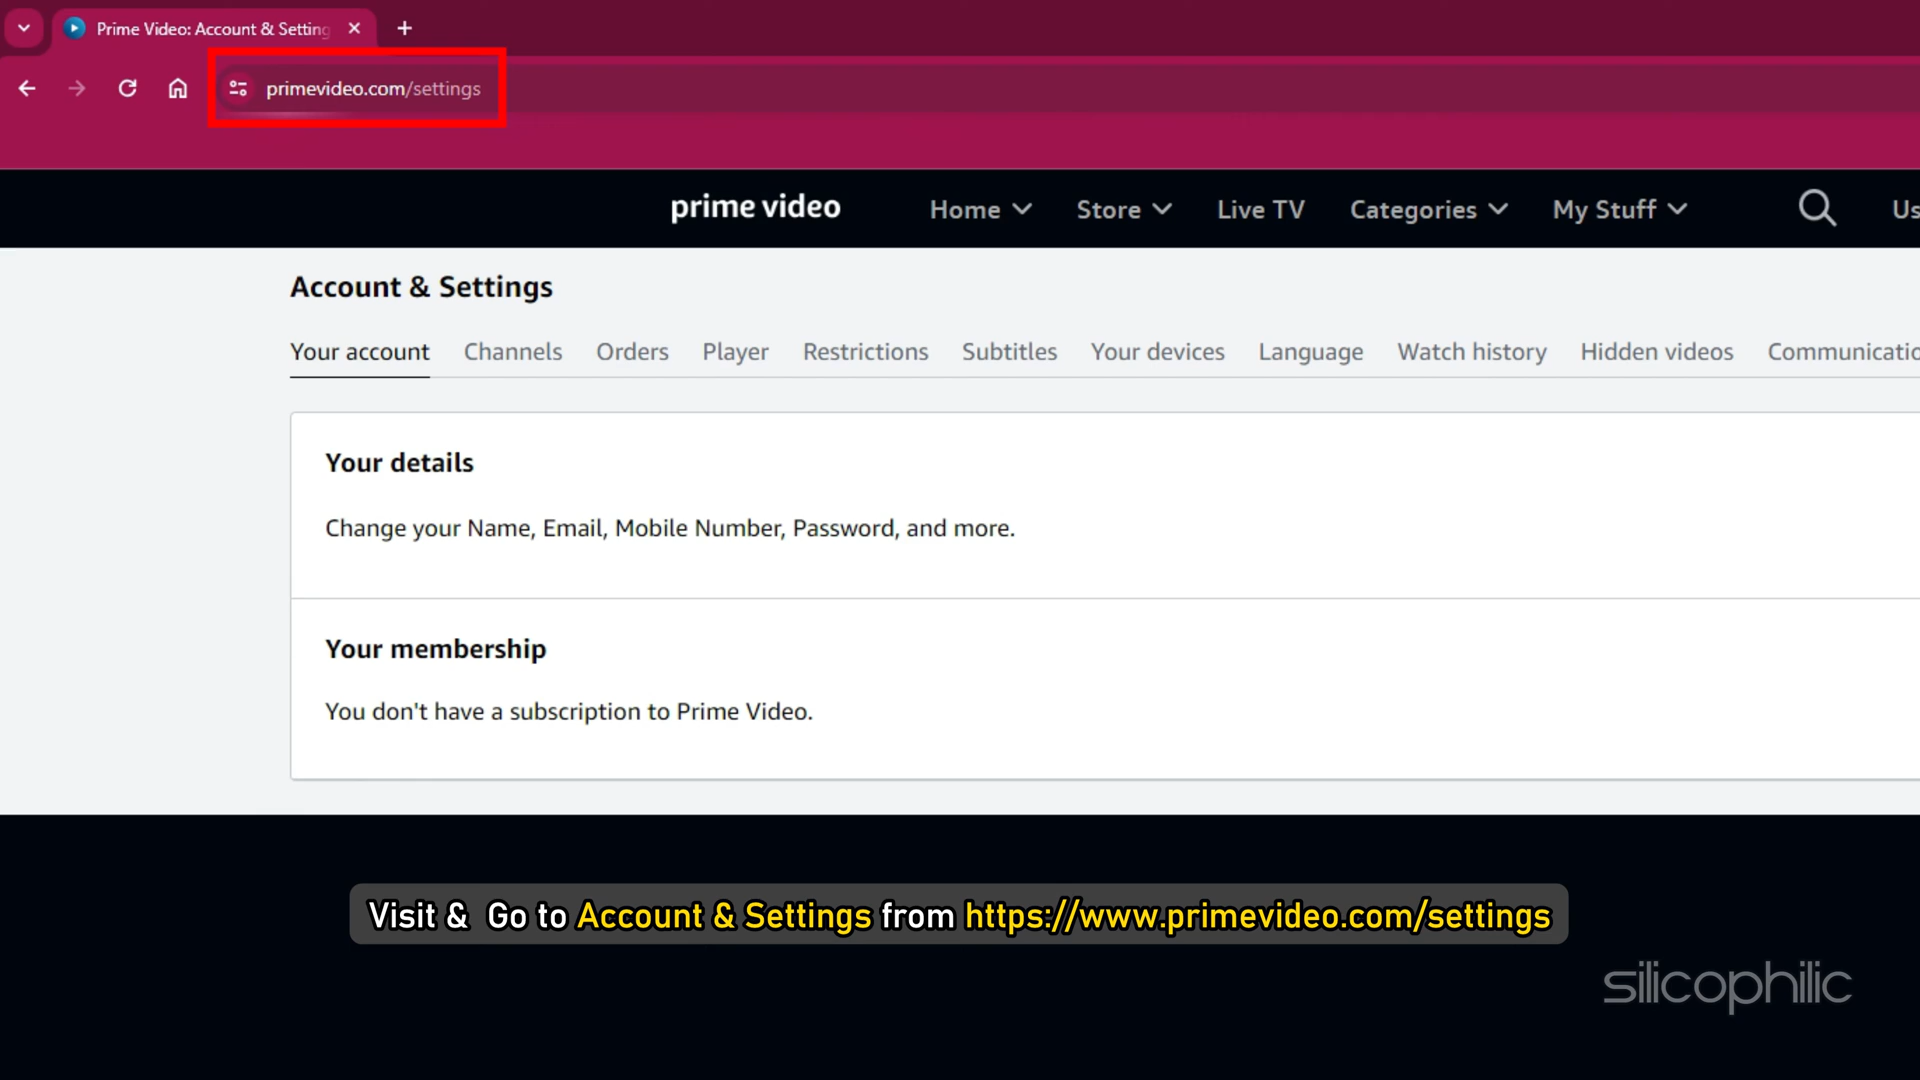 Prime Video: Account & Setting
primevideo.com/settings
prime video
Home
Store
Live TV
Categories
My Stuff
Us
Account & Settings
Your account
Channels
Orders
Player
Restrictions
Subtitles
Your devices
Language
Watch history
Hidden videos
Communicatio
Your details
Change your Name, Email, Mobile Number, Password, and more.
Your membership
You don't have a subscription to Prime Video.
Visit & Go to Account & Settings from https://www.primevideo.com/settings
silicophilic